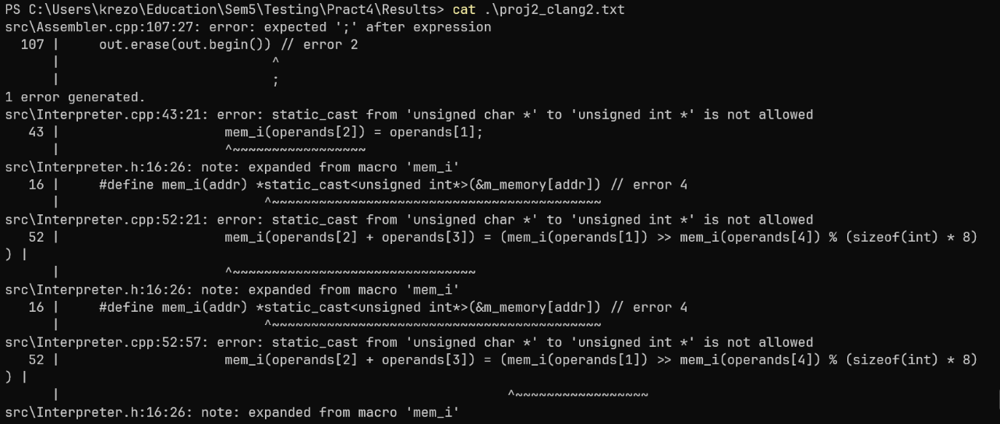 PS C:\Users\krezo\Education\Sem5\Testing\Pract4\Results> cat .\proj2_clang2.txt
src\Assembler.cpp:107:27: error: expected ';' after expression
  107 |     out.erase(out.begin()) // error 2
      |                           ^
      |                           ;
1 error generated.
src\Interpreter.cpp:43:21: error: static_cast from 'unsigned char *' to 'unsigned int *' is not allowed
   43 |                     mem_i(operands[2]) = operands[1];
      |                     ^~~~~~~~~~~~~~~~~~
src\Interpreter.h:16:26: note: expanded from macro 'mem_i'
   16 |     #define mem_i(addr) *static_cast<unsigned int*>(&m_memory[addr]) // error 4
      |                          ^~~~~~~~~~~~~~~~~~~~~~~~~~~~~~~~~~~~~~~~~~~
src\Interpreter.cpp:52:21: error: static_cast from 'unsigned char *' to 'unsigned int *' is not allowed
   52 |                     mem_i(operands[2] + operands[3]) = (mem_i(operands[1]) >> mem_i(operands[4]) % (sizeof(int) * 8)
) |
      |                     ^~~~~~~~~~~~~~~~~~~~~~~~~~~~~~~~
src\Interpreter.h:16:26: note: expanded from macro 'mem_i'
   16 |     #define mem_i(addr) *static_cast<unsigned int*>(&m_memory[addr]) // error 4
      |                          ^~~~~~~~~~~~~~~~~~~~~~~~~~~~~~~~~~~~~~~~~~~
src\Interpreter.cpp:52:57: error: static_cast from 'unsigned char *' to 'unsigned int *' is not allowed
   52 |                     mem_i(operands[2] + operands[3]) = (mem_i(operands[1]) >> mem_i(operands[4]) % (sizeof(int) * 8)
) |
      |                                                         ^~~~~~~~~~~~~~~~~~
src\Interpreter.h:16:26: note: expanded from macro 'mem_i'